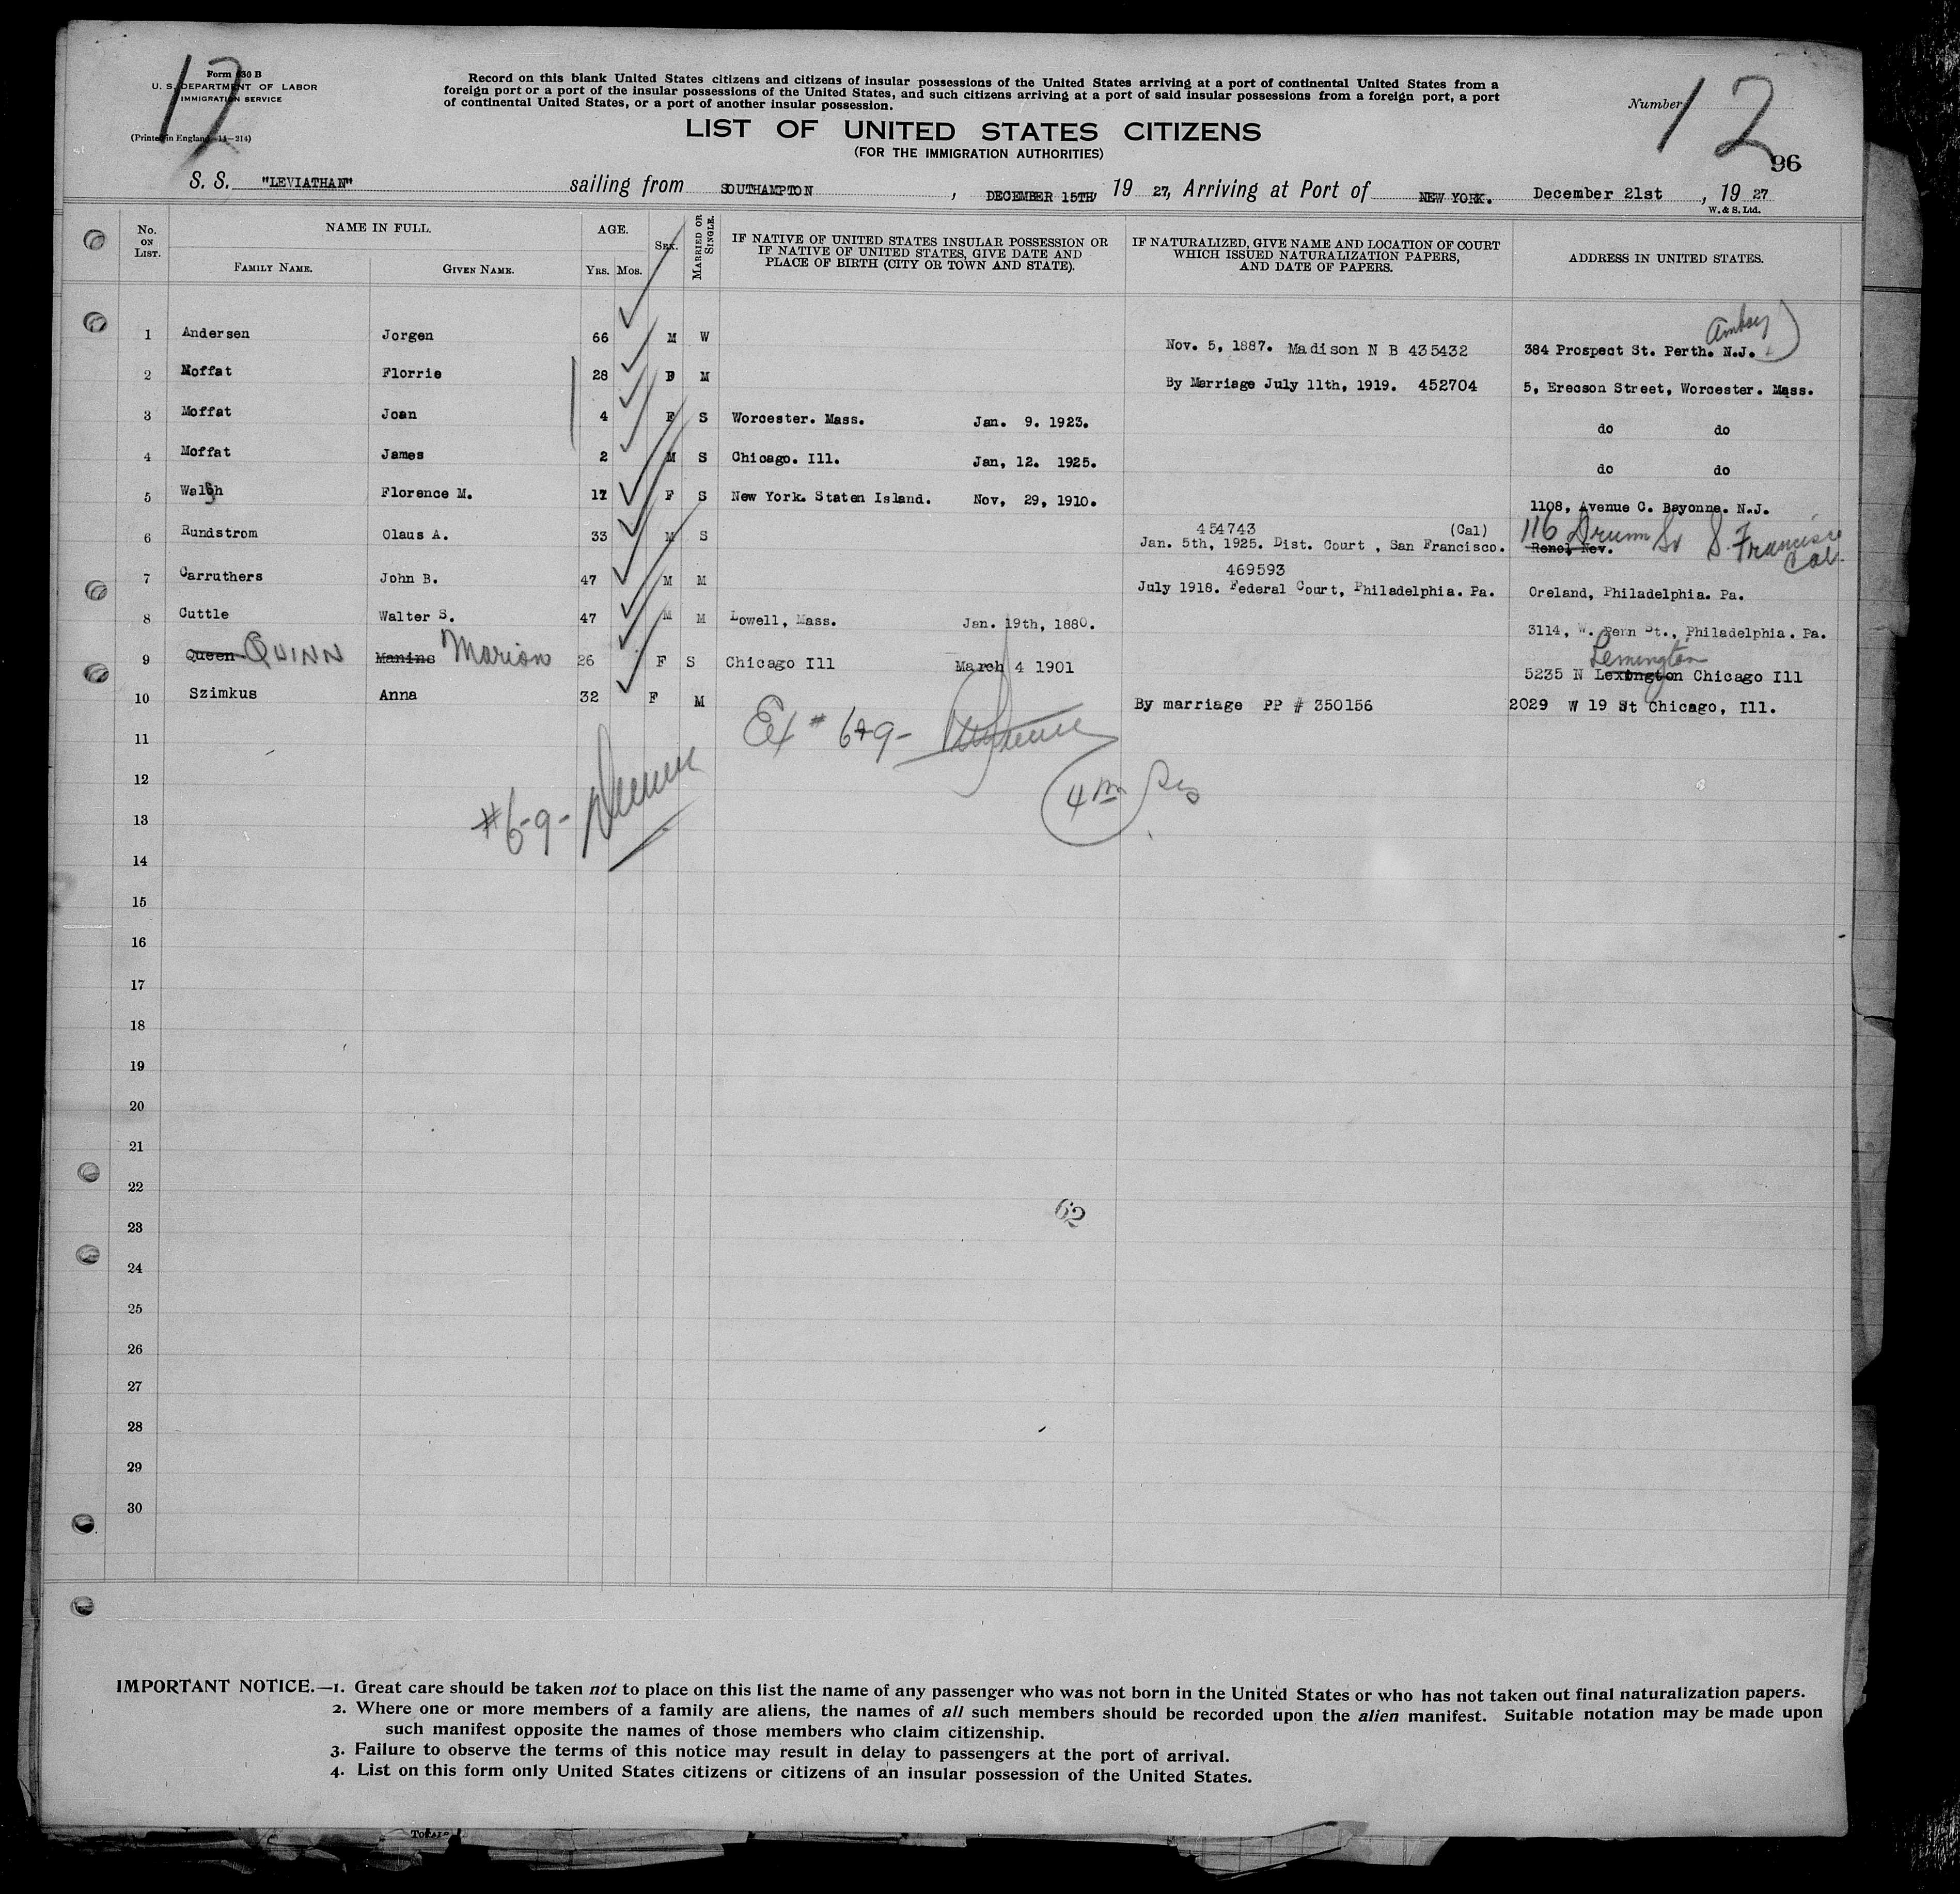 Form 630 B
U. S. DEPARTMENT OF LABOR
IMMIGRATION SERVICE
(Printed in England—1A—214)
17
Record on this blank United States citizens and citizens of insular possessions of the United States arriving at a port of continental United States from a
foreign port or a port of the insular possessions of the United States, and such citizens arriving at a port of said insular possessions from a foreign port, a port
of continental United States, or a port of another insular possession.
Number 12
LIST OF UNITED STATES CITIZENS
(FOR THE IMMIGRATION AUTHORITIES)
96
S. S. "LEVIATHAN" sailing from SOUTHAMPTON, DECEMBER 15TH, 19 27, Arriving at Port of NEW YORK. December 21st, 19 27
W. & S. Ltd.
No. ON LIST. NAME IN FULL. AGE. SEX. MARRIED OR SINGLE. IF NATIVE OF UNITED STATES INSULAR POSSESSION OR IF NATIVE OF UNITED STATES, GIVE DATE AND PLACE OF BIRTH (CITY OR TOWN AND STATE). IF NATURALIZED, GIVE NAME AND LOCATION OF COURT WHICH ISSUED NATURALIZATION PAPERS, AND DATE OF PAPERS. ADDRESS IN UNITED STATES.
FAMILY NAME. GIVEN NAME. YRS. MOS.
1 Andersen Jorgen 66 M W Nov. 5, 1887. Madison N B 435432 384 Prospect St. Perth. Amboy N.J.
2 Moffat Florrie 28 F M By Marriage July 11th, 1919. 452704 5, Erecson Street, Worcester. Mass.
3 Moffat Joan 4 F S Worcester. Mass. Jan. 9. 1923. do do
4 Moffat James 2 M S Chicago. Ill. Jan, 12. 1925. do do
5 Walsh Florence M. 17 F S New York. Staten Island. Nov, 29, 1910. 1108, Avenue C. Bayonne. N.J.
6 Rundstrom Olaus A. 33 M S 454743 (Cal) Jan. 5th, 1925. Dist. Court , San Francisco. Reno, Nev. 116 Drumm St S. Francisco Cal.
7 Carruthers John B. 47 M M 469593 July 1918. Federal Court, Philadelphia. Pa. Oreland, Philadelphia. Pa.
8 Cuttle Walter S. 47 M M Lowell, Mass. Jan. 19th, 1880. 3114, W. Penn St., Philadelphia. Pa.
9 Queen QUINN Manins Marion 26 F S Chicago Ill March 4 1901 5235 N Lexington Lemington Chicago Ill
10 Szimkus Anna 32 F M By marriage PP # 350156 2029 W 19 St Chicago, Ill.
Ex # 6+9-
4th
11
12
#6-9-
13
14
15
16
17
18
19
20
21
22
62
23
24
25
26
27
28
29
30
IMPORTANT NOTICE.—1. Great care should be taken not to place on this list the name of any passenger who was not born in the United States or who has not taken out final naturalization papers.
2. Where one or more members of a family are aliens, the names of all such members should be recorded upon the alien manifest. Suitable notation may be made upon
such manifest opposite the names of those members who claim citizenship.
3. Failure to observe the terms of this notice may result in delay to passengers at the port of arrival.
4. List on this form only United States citizens or citizens of an insular possession of the United States.